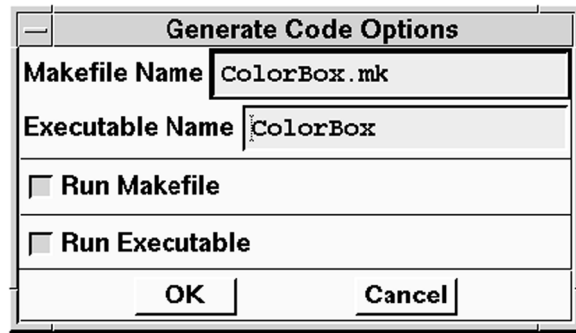 Generate Code Options
Makefile Name ColorBox.mk
Executable Name ColorBox
Run Makefile
Run Executable
OK Cancel